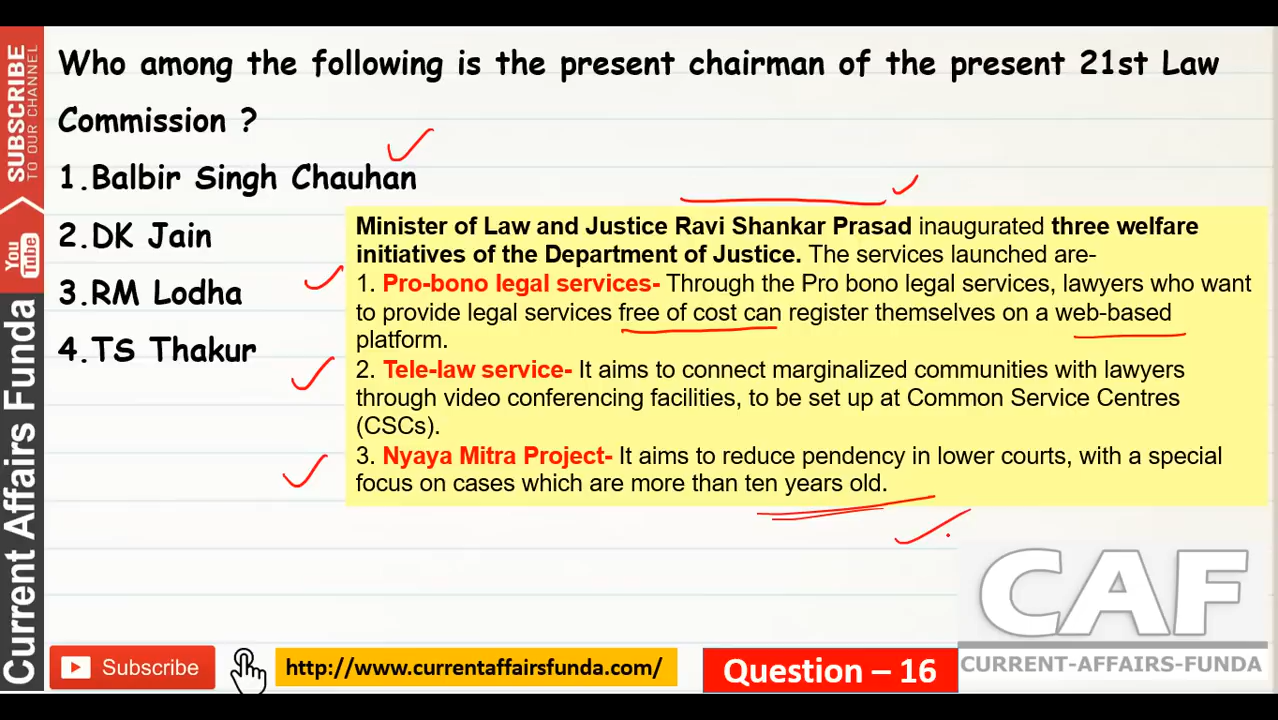 SUBSCRIBE
TO OUR CHANNEL
You Tube
Current Affairs Funda
Who among the following is the present chairman of the present 21st Law
Commission ?
1.Balbir Singh Chauhan
2.DK Jain
3.RM Lodha
4.TS Thakur
Minister of Law and Justice Ravi Shankar Prasad inaugurated three welfare
initiatives of the Department of Justice. The services launched are-
1. Pro-bono legal services- Through the Pro bono legal services, lawyers who want
to provide legal services free of cost can register themselves on a web-based
platform.
2. Tele-law service- It aims to connect marginalized communities with lawyers
through video conferencing facilities, to be set up at Common Service Centres
(CSCs).
3. Nyaya Mitra Project- It aims to reduce pendency in lower courts, with a special
focus on cases which are more than ten years old.
CAF
CURRENT-AFFAIRS-FUNDA
Subscribe
http://www.currentaffairsfunda.com/
Question – 16